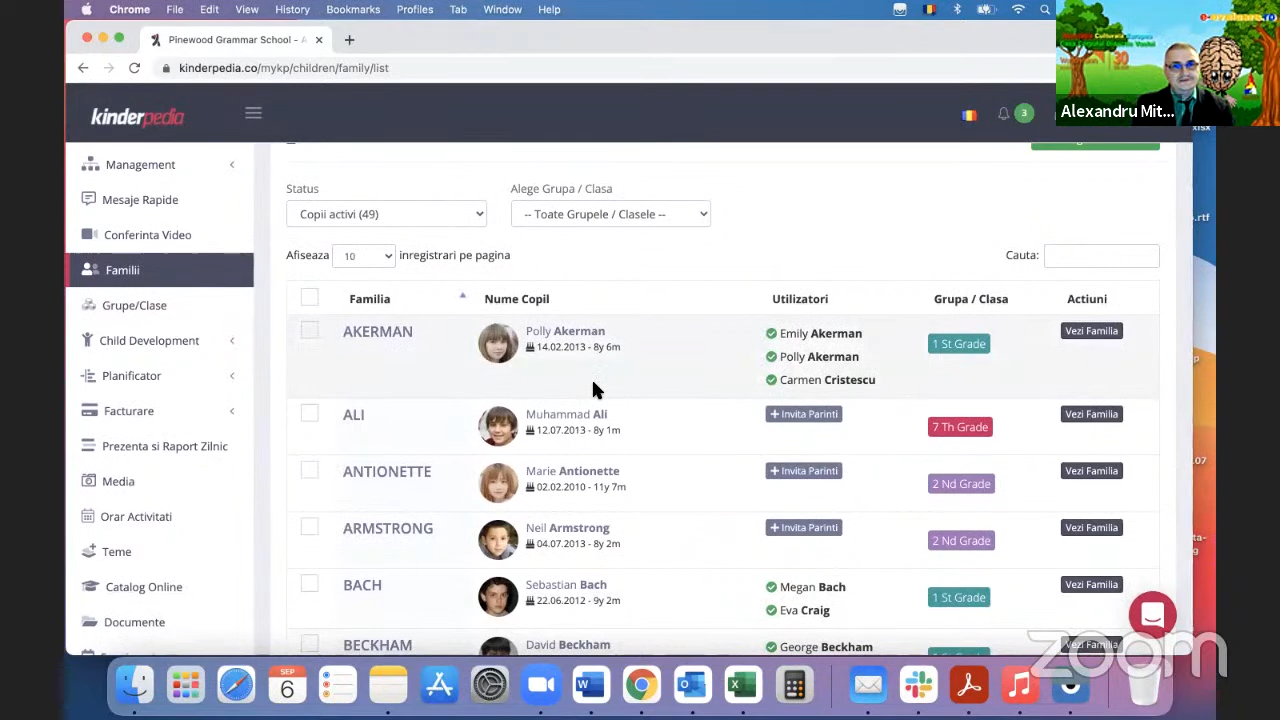 Chrome File Edit View History Bookmarks Profiles Tab Window Help
Pinewood Grammar School - A
kinderpedia.co/mykp/children/family/list
kinderpedia
3
Alexandru Mit...
Management
Mesaje Rapide
Conferinta Video
Familii
Grupe/Clase
Child Development
Planificator
Facturare
Prezenta si Raport Zilnic
Media
Orar Activitati
Teme
Catalog Online
Documente
Status
Alege Grupa / Clasa
Copii activi (49)
-- Toate Grupele / Clasele --
Afiseaza 10 inregistrari pe pagina
Cauta:
Familia Nume Copil Utilizatori Grupa / Clasa Actiuni
AKERMAN
Polly Akerman
14.02.2013 - 8y 6m
Emily Akerman
Polly Akerman
Carmen Cristescu
1 St Grade
Vezi Familia
ALI
Muhammad Ali
12.07.2013 - 8y 1m
+ Invita Parinti
7 Th Grade
Vezi Familia
ANTIONETTE
Marie Antionette
02.02.2010 - 11y 7m
+ Invita Parinti
2 Nd Grade
Vezi Familia
ARMSTRONG
Neil Armstrong
04.07.2013 - 8y 2m
+ Invita Parinti
2 Nd Grade
Vezi Familia
BACH
Sebastian Bach
22.06.2012 - 9y 2m
Megan Bach
Eva Craig
1 St Grade
Vezi Familia
BECKHAM
David Beckham
George Beckham
Vezi Familia
.rtf
.07
SEP
6
zoom